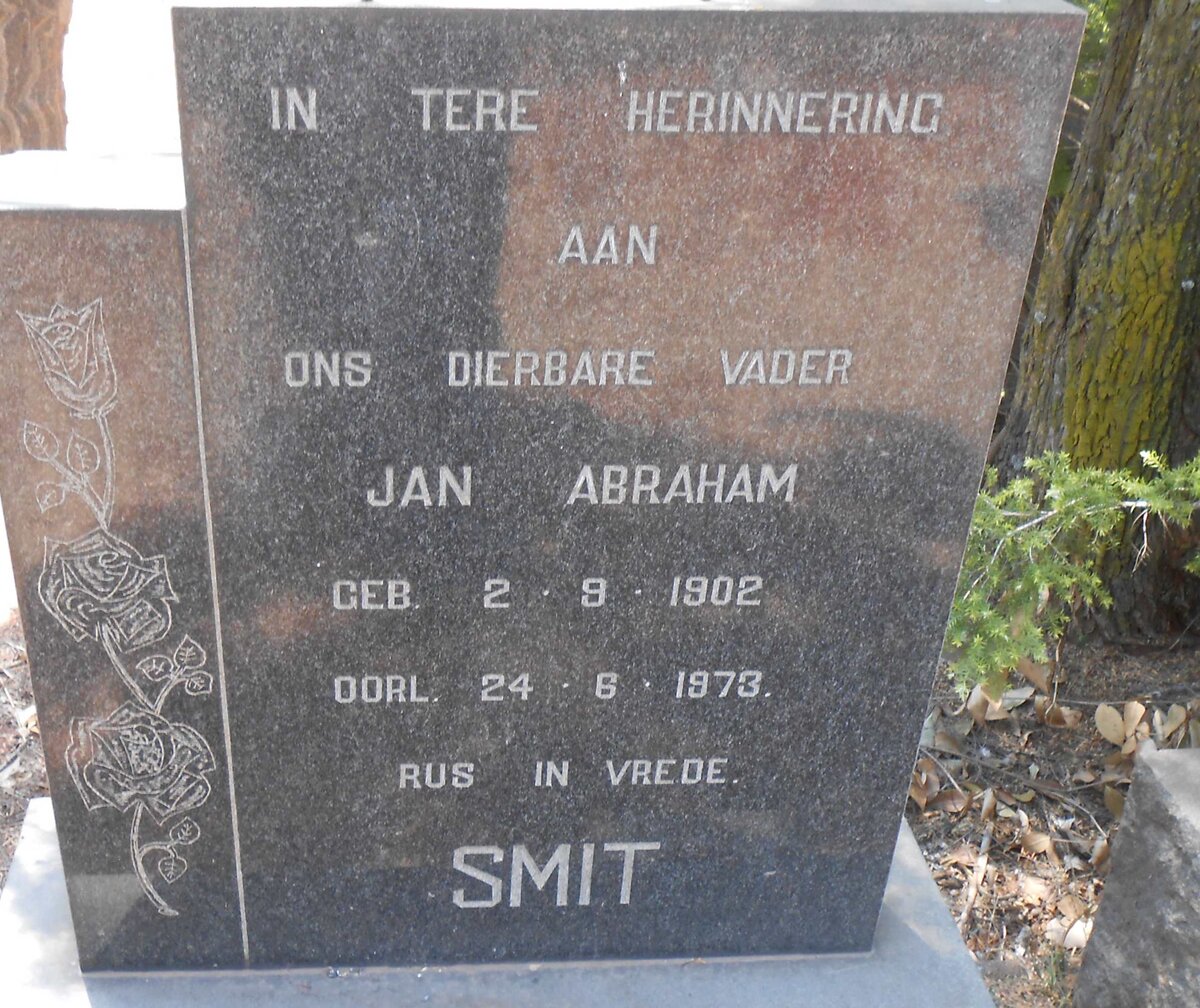 IN TERE HERINNERING
AAN
ONS DIERBARE VADER
JAN ABRAHAM
GEB. 2 · 9 · 1902
OORL. 24 · 6 · 1973.
RUS IN VREDE.
SMIT